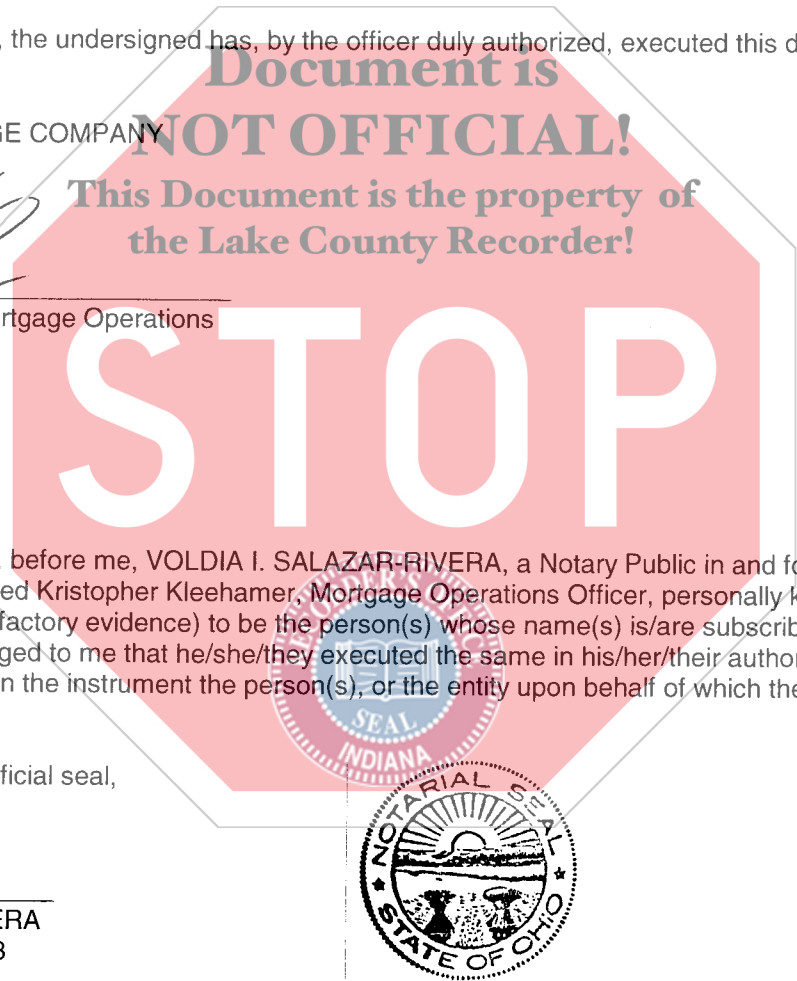 , the undersigned has, by the officer duly authorized, executed this d
Document is
GE COMPANY
NOT OFFICIAL!
This Document is the property of
the Lake County Recorder!
rtgage Operations
STOP
, before me, VOLDIA I. SALAZAR-RIVERA, a Notary Public in and fo
ed Kristopher Kleehamer, Mortgage Operations Officer, personally k
factory evidence) to be the person(s) whose name(s) is/are subscrib
ged to me that he/she/they executed the same in his/her/their author
n the instrument the person(s), or the entity upon behalf of which the
RECORDER'S OFFICE
SEAL
INDIANA
ficial seal,
NOTARIAL SEAL
STATE OF OHIO
ERA
3